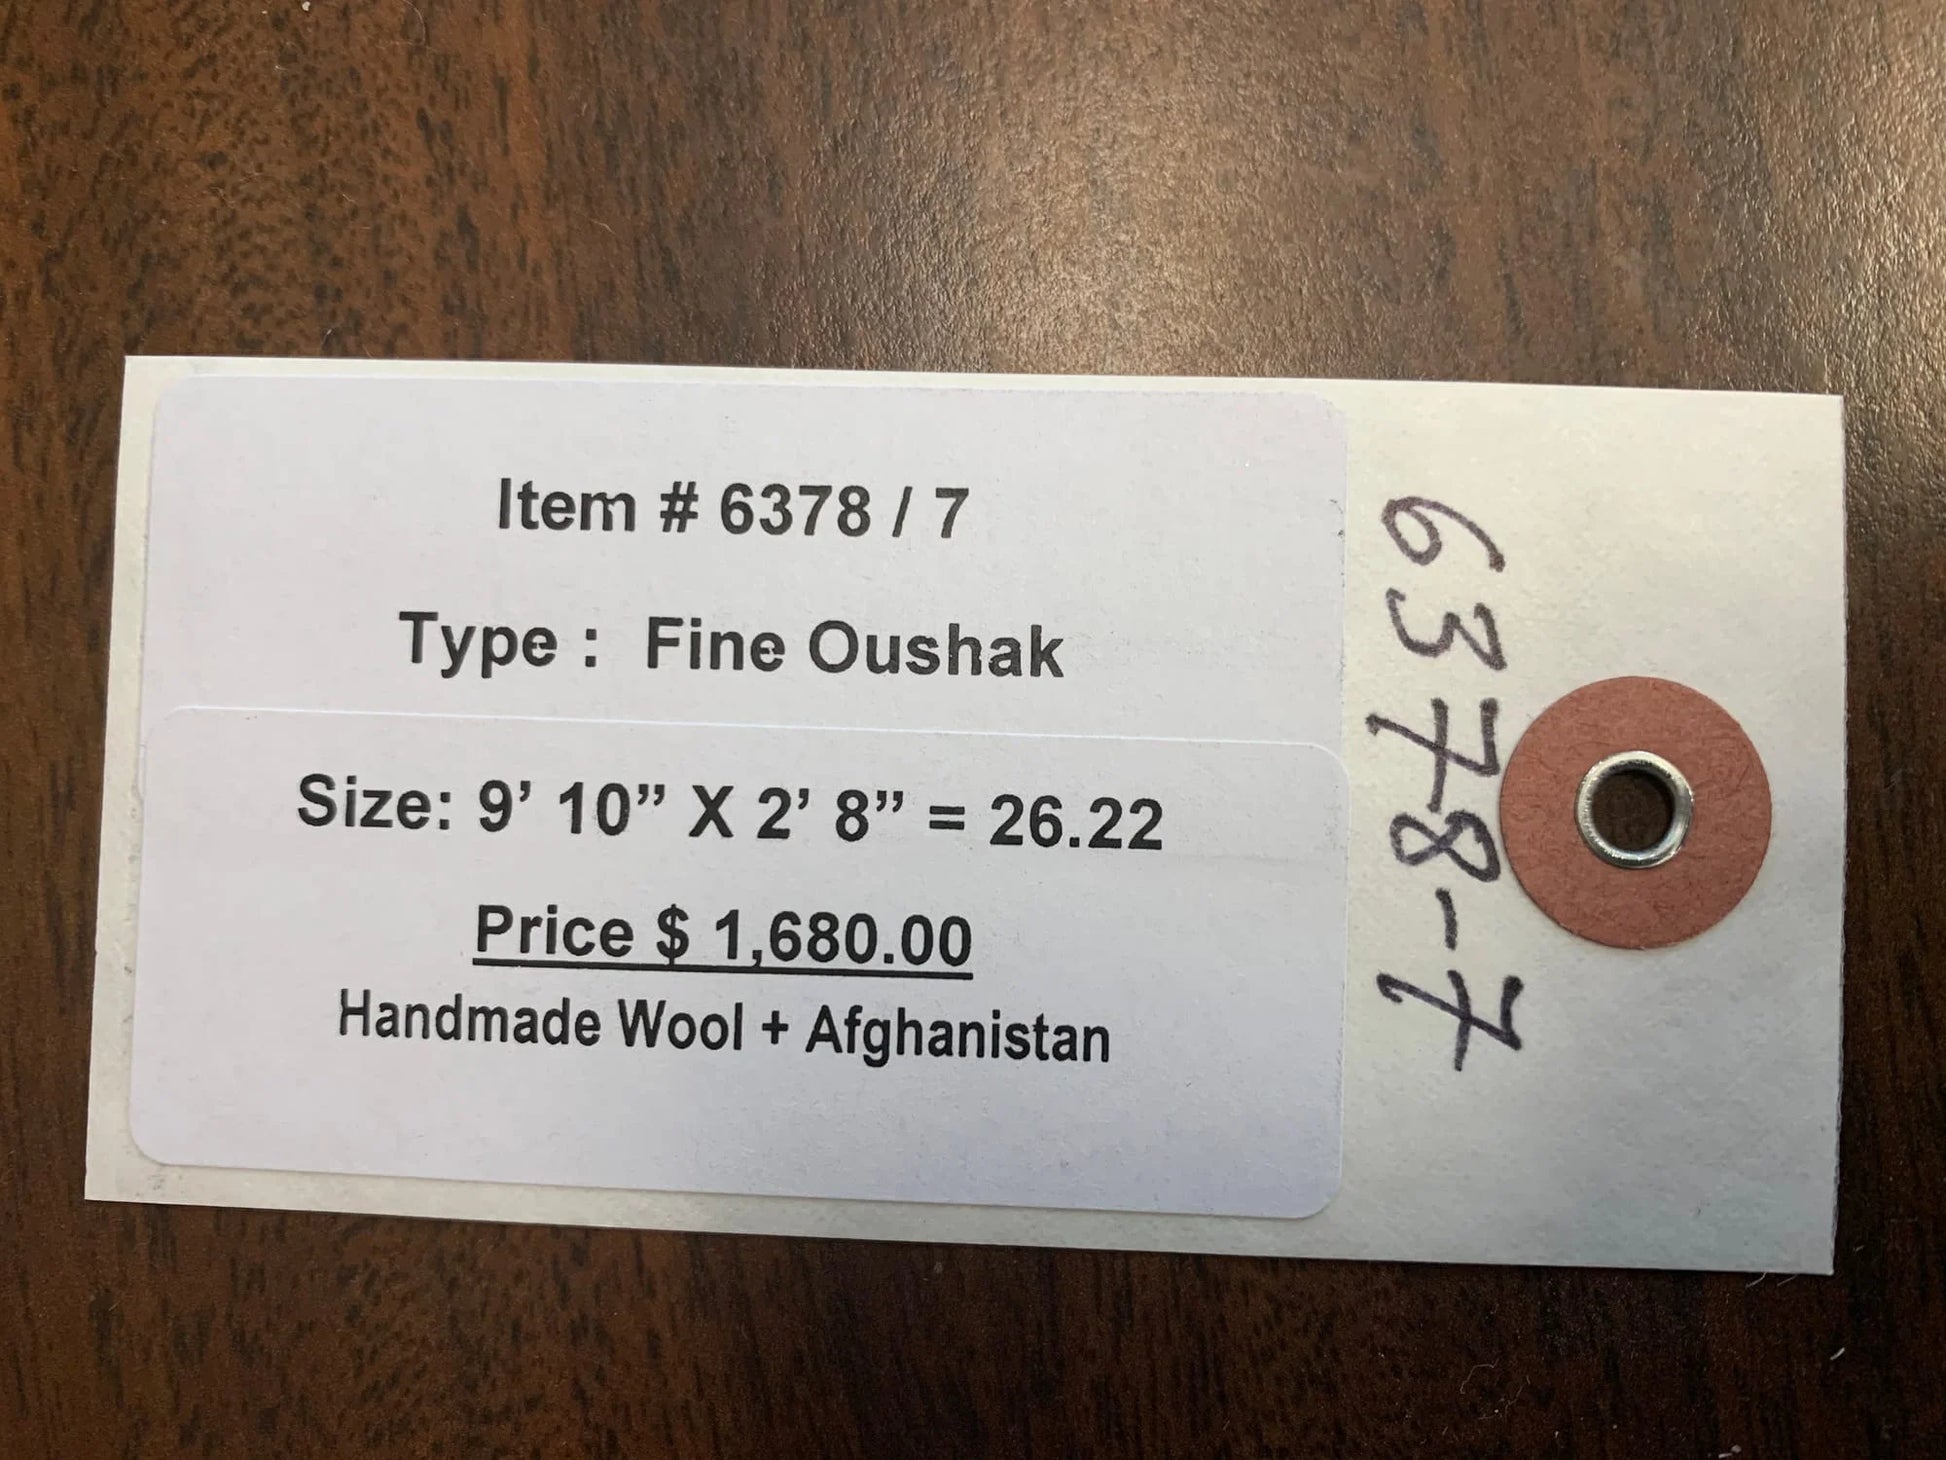 Item # 6378 / 7
Type : Fine Oushak
Size: 9’ 10” X 2’ 8” = 26.22
Price $ 1,680.00
Handmade Wool + Afghanistan
6378-7